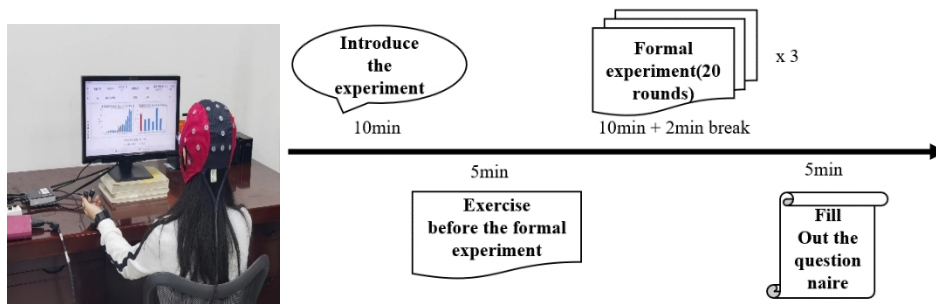 Introduce
the
experiment
10min
Formal
experiment(20
rounds)
x 3
10min + 2min break
5min
Exercise
before the formal
experiment
5min
Fill
Out the
question
naire